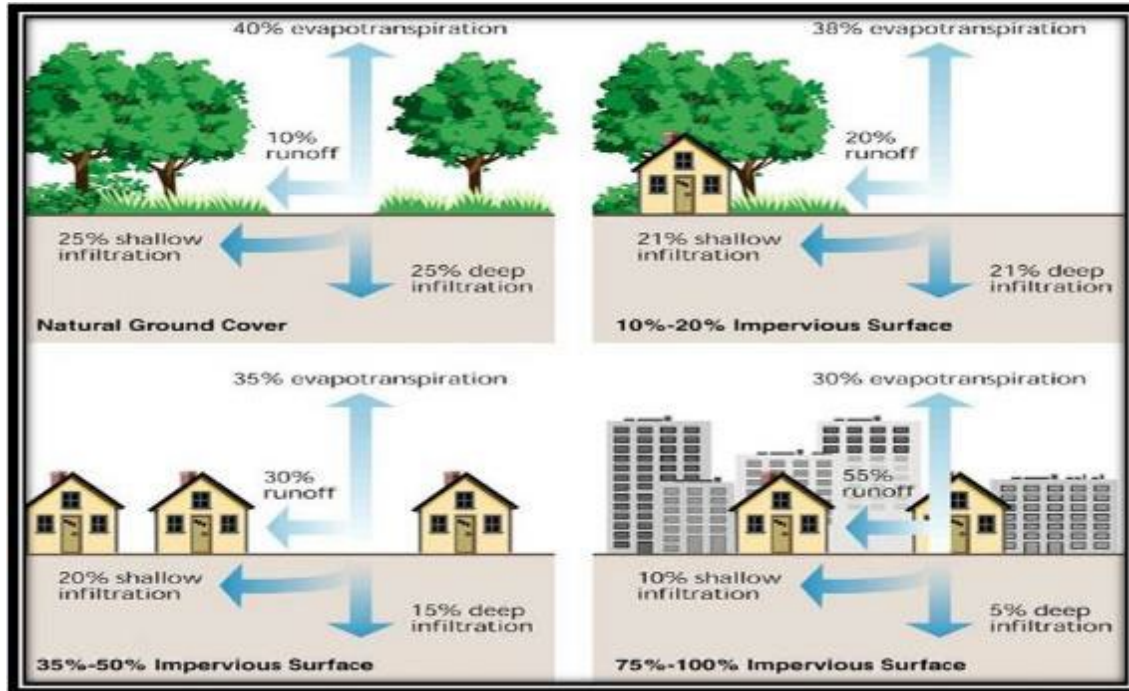 40% evapotranspiration
10%
runoff
25% shallow
infiltration
25% deep
infiltration
Natural Ground Cover
38% evapotranspiration
20%
runoff
21% shallow
infiltration
21% deep
infiltration
10%-20% Impervious Surface
35% evapotranspiration
30%
runoff
20% shallow
infiltration
15% deep
infiltration
35%-50% Impervious Surface
30% evapotranspiration
55%
runoff
10% shallow
infiltration
5% deep
infiltration
75%-100% Impervious Surface